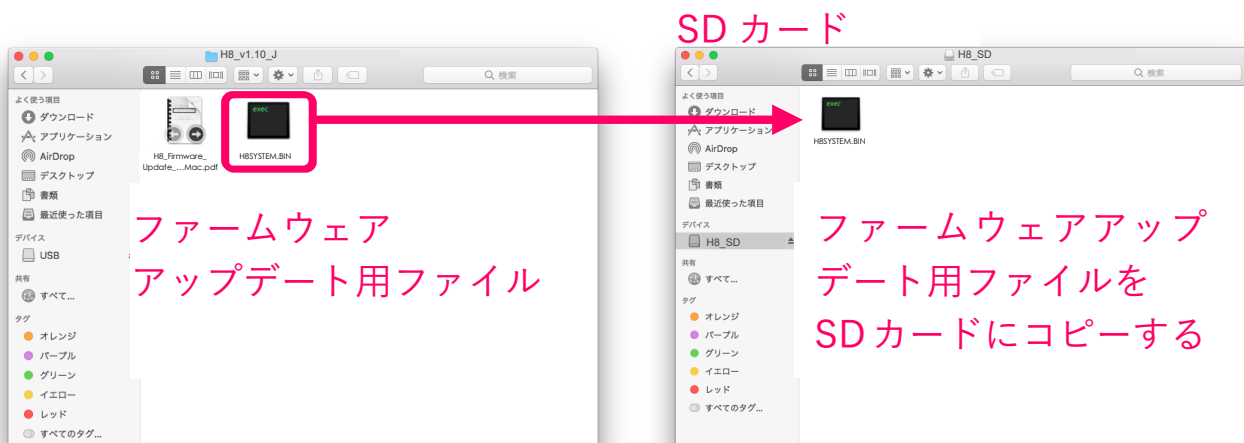 SD カード
H8_v1.10_J
検索
よく使う項目
ダウンロード
アプリケーション
AirDrop
デスクトップ
書類
最近使った項目
デバイス
USB
共有
すべて...
タグ
オレンジ
パープル
グリーン
イエロー
レッド
すべてのタグ...
H8_Firmware_
Update_...Mac.pdf
exec
H8SYSTEM.BIN
ファームウェア
アップデート用ファイル
H8_SD
検索
よく使う項目
ダウンロード
アプリケーション
AirDrop
デスクトップ
書類
最近使った項目
デバイス
H8_SD
共有
すべて...
タグ
オレンジ
パープル
グリーン
イエロー
レッド
すべてのタグ...
exec
H8SYSTEM.BIN
ファームウェアアップ
デート用ファイルを
SD カードにコピーする